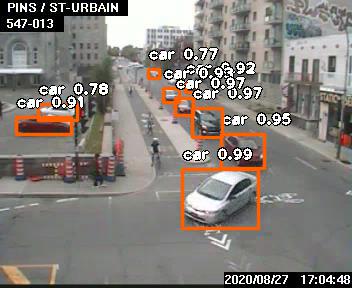 PINS / ST-URBAIN
547-013
car 0.77
car 0.92
car 0.93
car 0.78
car 0.97
car 0.91
car 0.97
car 0.95
car 0.99
2020/08/27 17:04:48